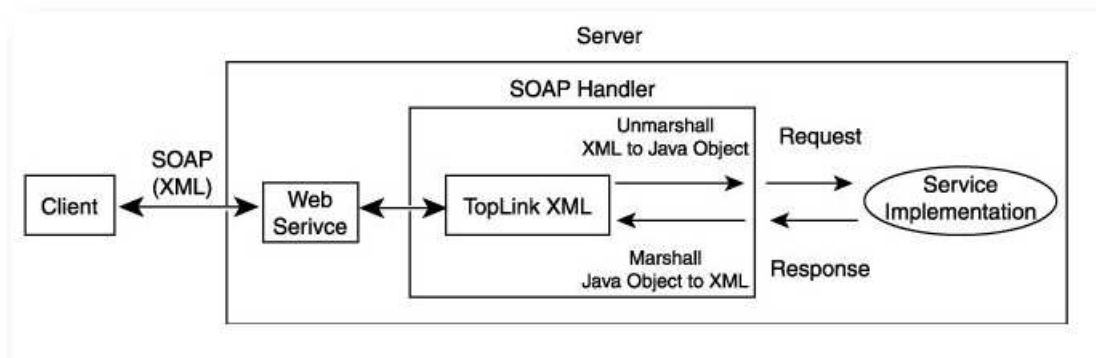 Server
SOAP Handler
Unmarshall
XML to Java Object
Request
SOAP
(XML)
Client
Web
Serivce
TopLink XML
Service
Implementation
Marshall
Java Object to XML
Response